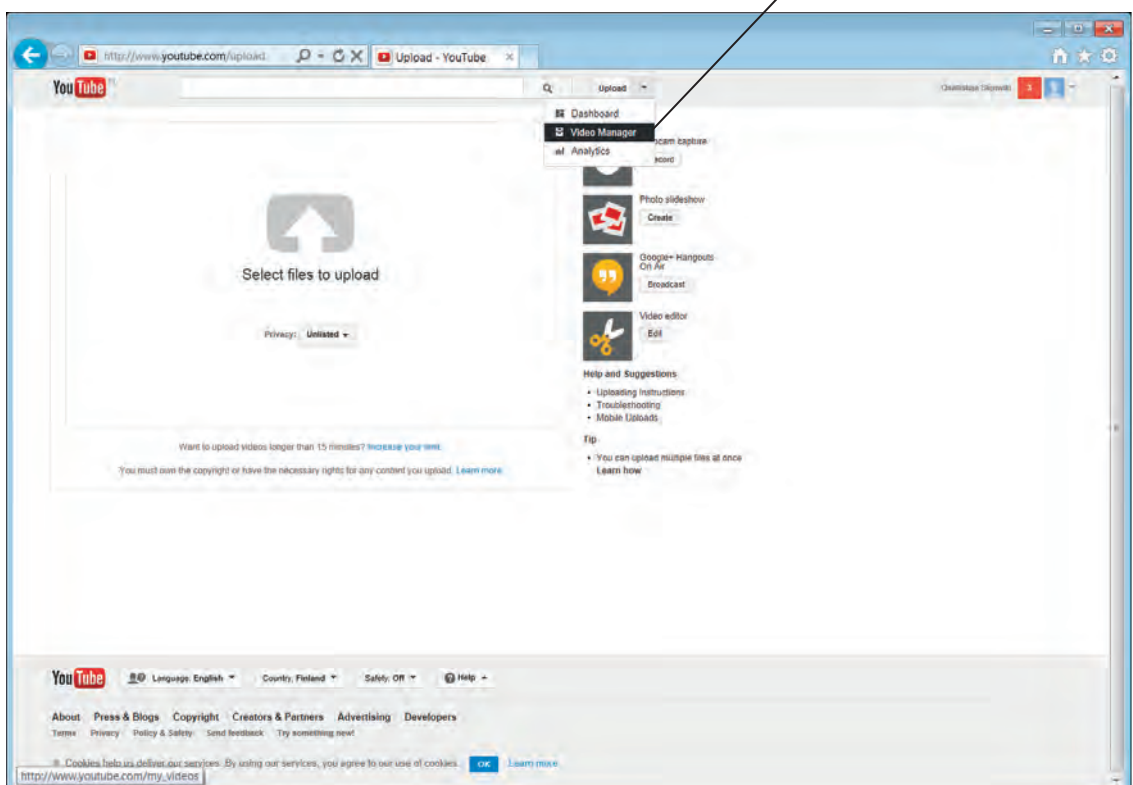 http://www.youtube.com/upload
Upload - YouTube
YouTube FI
Upload
3
Dashboard
Video Manager
Analytics
cam capture
ecord
Photo slideshow
Create
Google+ Hangouts
On Air
Broadcast
Video editor
Edit
Select files to upload
Privacy: Unlisted
Help and Suggestions
• Uploading Instructions
• Troubleshooting
• Mobile Uploads
Tip
• You can upload multiple files at once
Learn how
Want to upload videos longer than 15 minutes? Increase your limit.
You must own the copyright or have the necessary rights for any content you upload. Learn more
YouTube Language: English Country: Finland Safety: Off Help
About Press & Blogs Copyright Creators & Partners Advertising Developers
Terms Privacy Policy & Safety Send feedback Try something new!
Cookies help us deliver our services. By using our services, you agree to our use of cookies. OK Learn more
http://www.youtube.com/my_videos